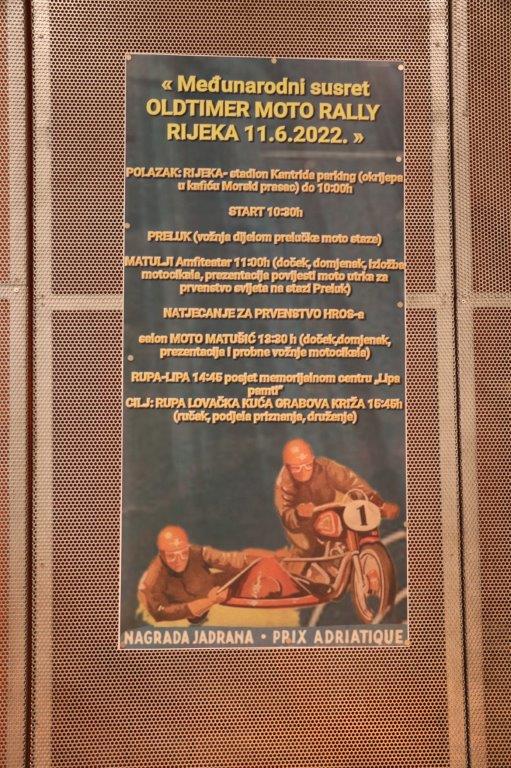 « Međunarodni susret
OLDTIMER MOTO RALLY
RIJEKA 11.6.2022. »
POLAZAK: RIJEKA- stadion Kantrida parking (okrijepa
u kafiću Morski prasac) do 10:00h
START 10:30h
PRELUK (vožnja dijelom prelučke moto staze)
MATULJI Amfiteatar 11:00h (doček, domjenak, izložba
motocikala, prezentacija povijesti moto utrka za
prvenstvo svijeta na stazi Preluk)
NATJECANJE ZA PRVENSTVO HROS-a
salon MOTO MATUŠIĆ 13:30 h (doček,domjenak,
prezentacija i probne vožnje motocikala)
RUPA-LIPA 14:45 posjet memorijalnom centru „Lipa
pamti"
CILJ: RUPA LOVAČKA KUĆA GRABOVA KRIŽA 15:45h
(ručak, podjela priznanja, druženje)
1
NAGRADA JADRANA • PRIX ADRIATIQUE